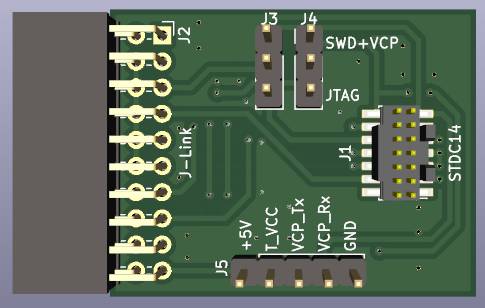 J3 J4
J2
SWD+VCP
JTAG
J-Link
J1
STDC14
+5V
T_VCC
VCP_Tx
VCP_Rx
GND
J5